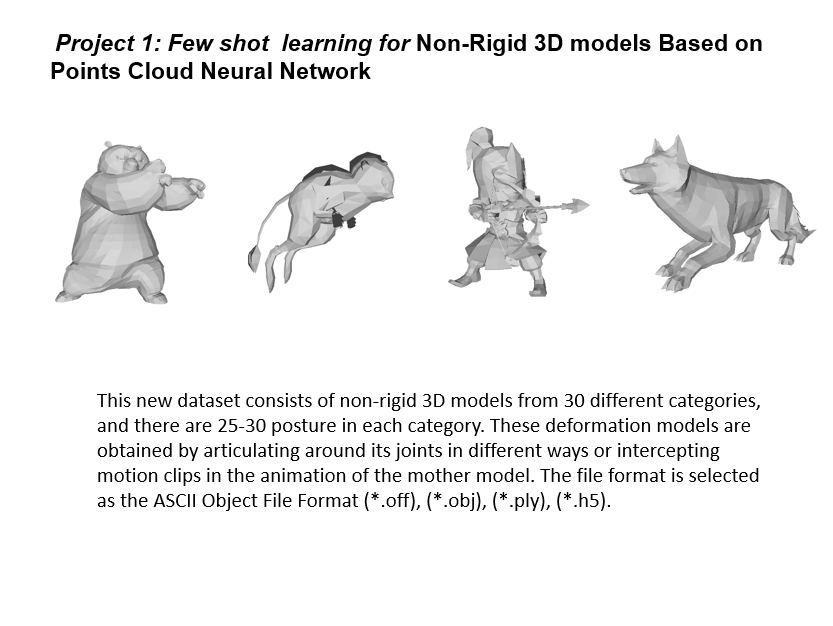 Project 1: Few shot learning for Non-Rigid 3D models Based on
Points Cloud Neural Network
This new dataset consists of non-rigid 3D models from 30 different categories,
and there are 25-30 posture in each category. These deformation models are
obtained by articulating around its joints in different ways or intercepting
motion clips in the animation of the mother model. The file format is selected
as the ASCII Object File Format (*.off), (*.obj), (*.ply), (*.h5).